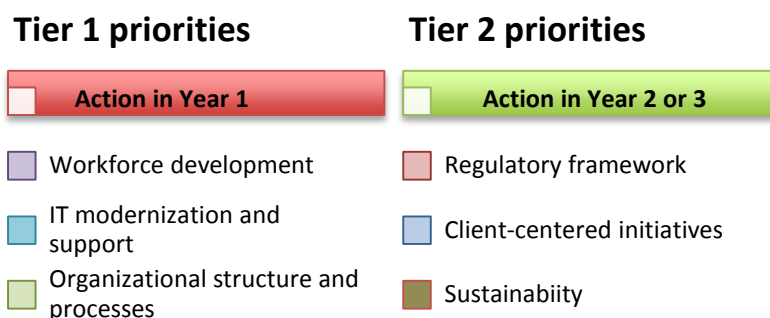 Tier 1 priorities
Action in Year 1
Workforce development
IT modernization and
support
Organizational structure and
processes
Tier 2 priorities
Action in Year 2 or 3
Regulatory framework
Client-centered initiatives
Sustainabiity